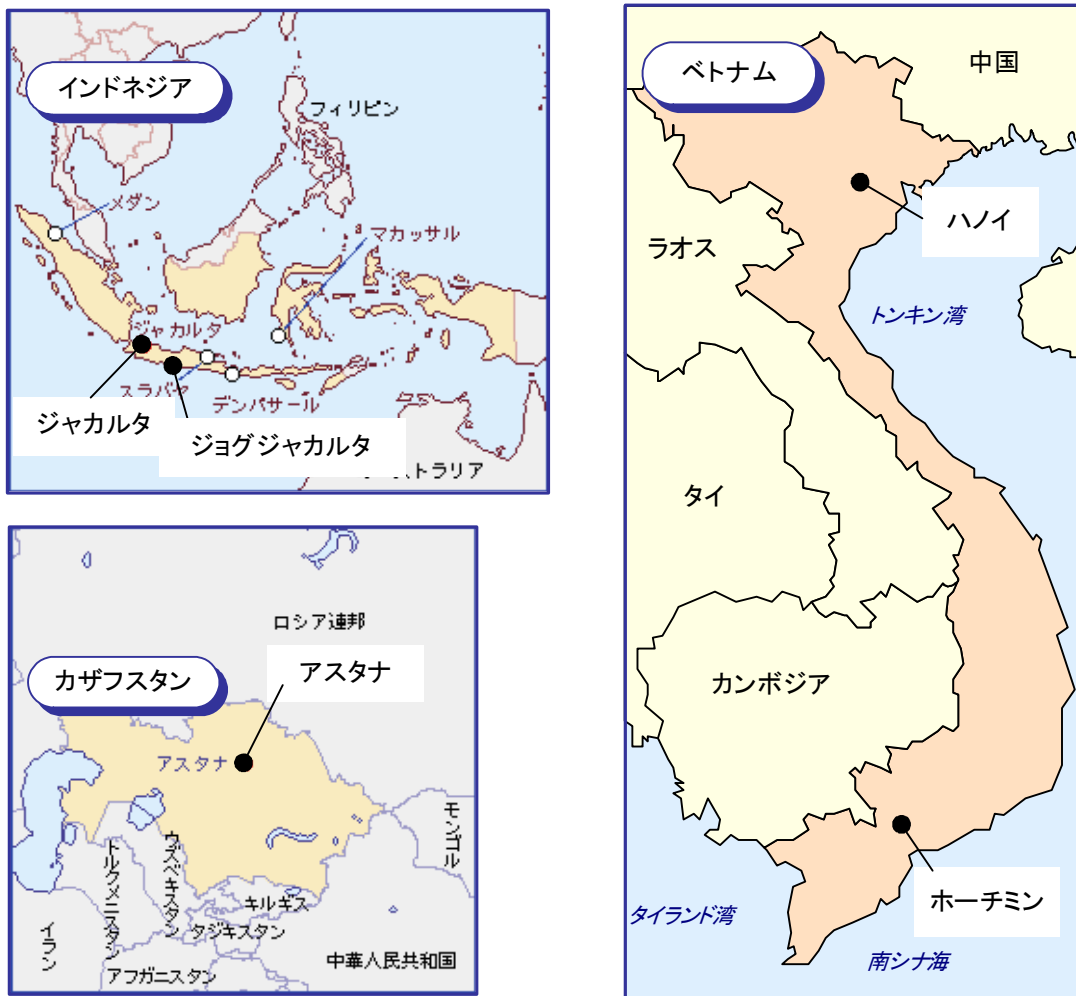 インドネジア
フィリピン
メダン
マカッサル
ジャカルタ
スラバヤ
デンパサール
ジャカルタ
ジョグジャカルタ
ストラリア
ロシア連邦
カザフスタン
アスタナ
アスタナ
モンゴル
ウズベキスタン
トルクメニスタン
キルギス
タジキスタン
イラン
アフガニスタン
中華人民共和国
ベトナム
中国
ハノイ
ラオス
トンキン湾
タイ
カンボジア
ホーチミン
タイランド湾
南シナ海